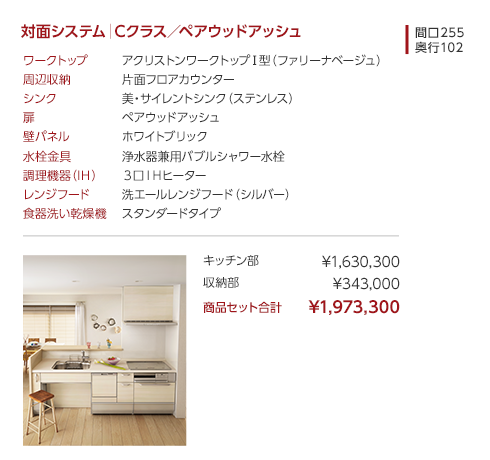 対面システム｜Cクラス／ペアウッドアッシュ
間口255
奥行102
ワークトップ アクリストンワークトップⅠ型（ファリーナベージュ）
周辺収納 片面フロアカウンター
シンク 美・サイレントシンク（ステンレス）
扉 ペアウッドアッシュ
壁パネル ホワイトブリック
水栓金具 浄水器兼用バブルシャワー水栓
調理機器（IH） 3口IHヒーター
レンジフード 洗エールレンジフード（シルバー）
食器洗い乾燥機 スタンダードタイプ
キッチン部 ¥1,630,300
収納部 ¥343,000
商品セット合計 ¥1,973,300